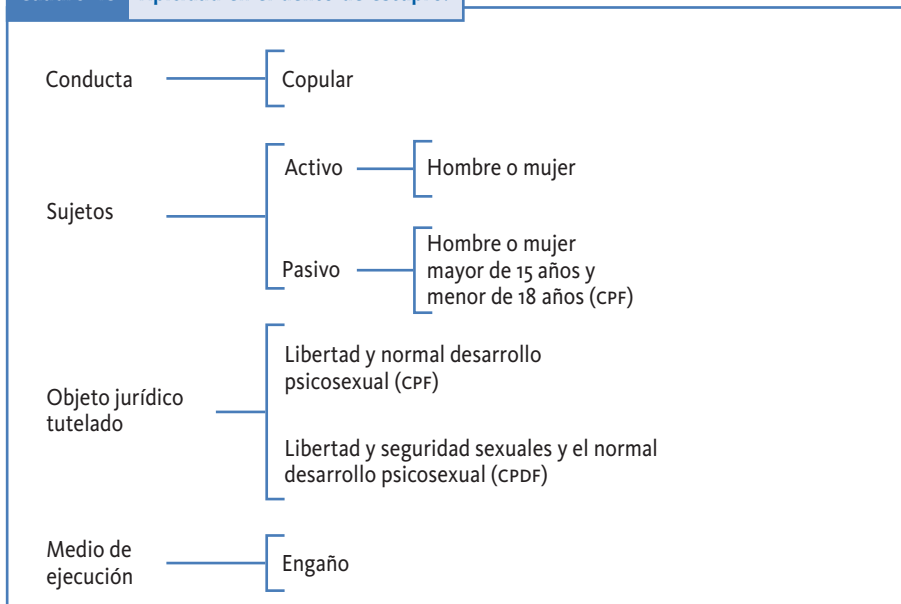 Conducta
Copular
Activo
Hombre o mujer
Sujetos
Pasivo
Hombre o mujer
mayor de 15 años y
menor de 18 años (CPF)
Objeto jurídico
tutelado
Libertad y normal desarrollo
psicosexual (CPF)
Libertad y seguridad sexuales y el normal
desarrollo psicosexual (CPDF)
Medio de
ejecución
Engaño